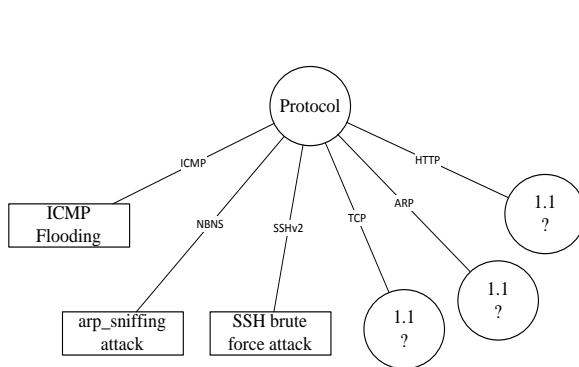 Protocol
ICMP
HTTP
NBNS
SSHv2
TCP
ARP
ICMP
Flooding
1.1
?
1.1
?
arp_sniffing
attack
SSH brute
force attack
1.1
?